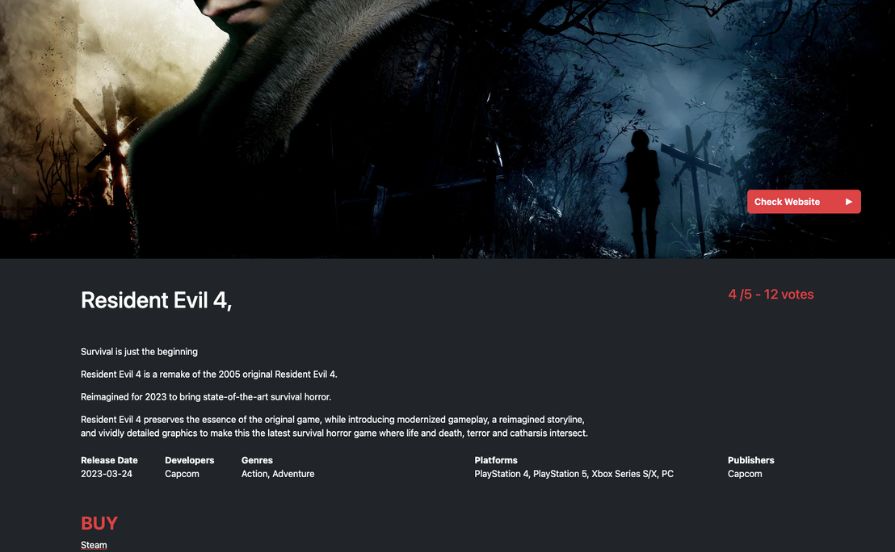 Check Website
Resident Evil 4,
4 /5 - 12 votes
Survival is just the beginning
Resident Evil 4 is a remake of the 2005 original Resident Evil 4.
Reimagined for 2023 to bring state-of-the-art survival horror.
Resident Evil 4 preserves the essence of the original game, while introducing modernized gameplay, a reimagined storyline,
and vividly detailed graphics to make this the latest survival horror game where life and death, terror and catharsis intersect.
Release Date Developers Genres Platforms Publishers
2023-03-24 Capcom Action, Adventure PlayStation 4, PlayStation 5, Xbox Series S/X, PC Capcom
BUY
Steam